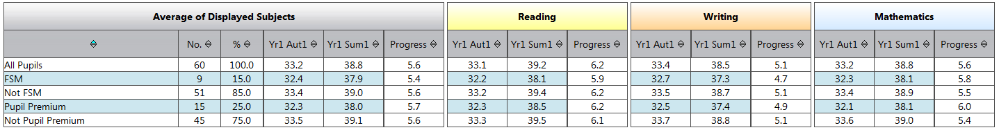 Average of Displayed Subjects Reading Writing Mathematics
No. % Yr1 Aut1 Yr1 Sum1 Progress Yr1 Aut1 Yr1 Sum1 Progress Yr1 Aut1 Yr1 Sum1 Progress Yr1 Aut1 Yr1 Sum1 Progress
All Pupils 60 100.0 33.2 38.8 5.6 33.1 39.2 6.2 33.4 38.5 5.1 33.2 38.8 5.6
FSM 9 15.0 32.4 37.9 5.4 32.2 38.1 5.9 32.7 37.3 4.7 32.3 38.1 5.8
Not FSM 51 85.0 33.4 39.0 5.6 33.2 39.4 6.2 33.5 38.7 5.1 33.4 38.9 5.5
Pupil Premium 15 25.0 32.3 38.0 5.7 32.3 38.5 6.2 32.5 37.4 4.9 32.1 38.1 6.0
Not Pupil Premium 45 75.0 33.5 39.1 5.6 33.3 39.5 6.1 33.7 38.8 5.1 33.6 39.0 5.4